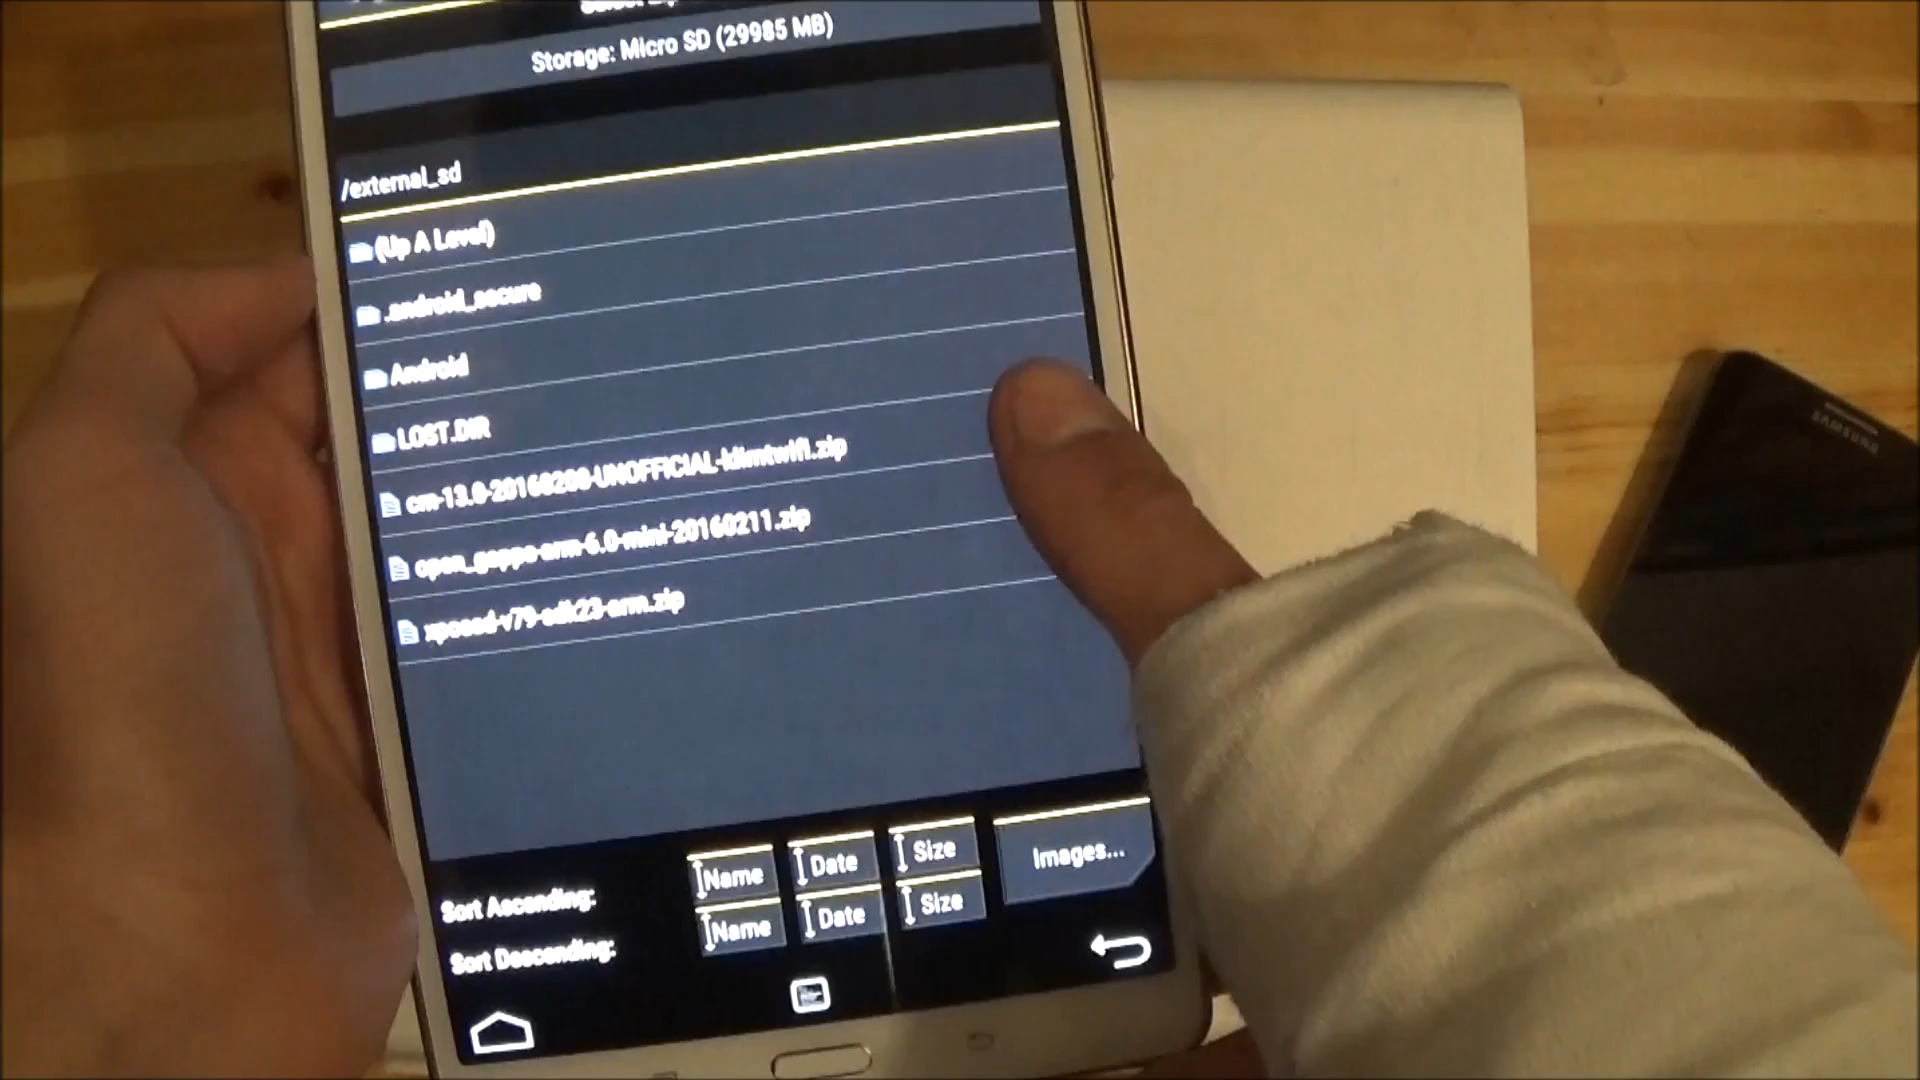 Storage: Micro SD (29985 MB)
/external_sd
(Up A Level)
.android_secure
Android
LOST.DIR
cm-13.0-20160208-UNOFFICIAL-klimtwifi.zip
open_gapps-arm-6.0-mini-20160211.zip
xposed-v79-sdk23-arm.zip
Sort Ascending: Name Date Size Images...
Sort Descending: Name Date Size
SAMSUNG